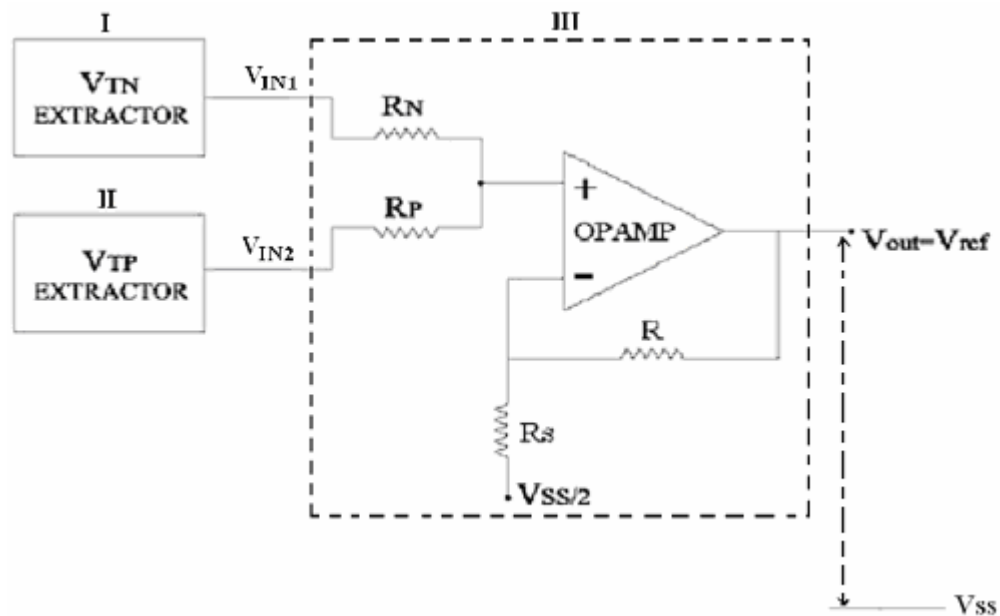 I
VTN
EXTRACTOR
VIN1
II
VTP
EXTRACTOR
VIN2
III
RN
RP
+
OPAMP
-
R
Rs
VSS/2
Vout=Vref
Vss